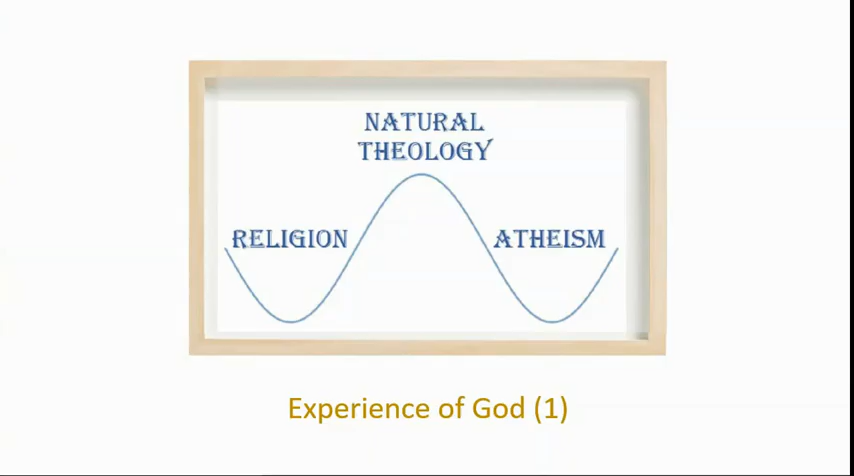 NATURAL
THEOLOGY
RELIGION
ATHEISM
Experience of God (1)